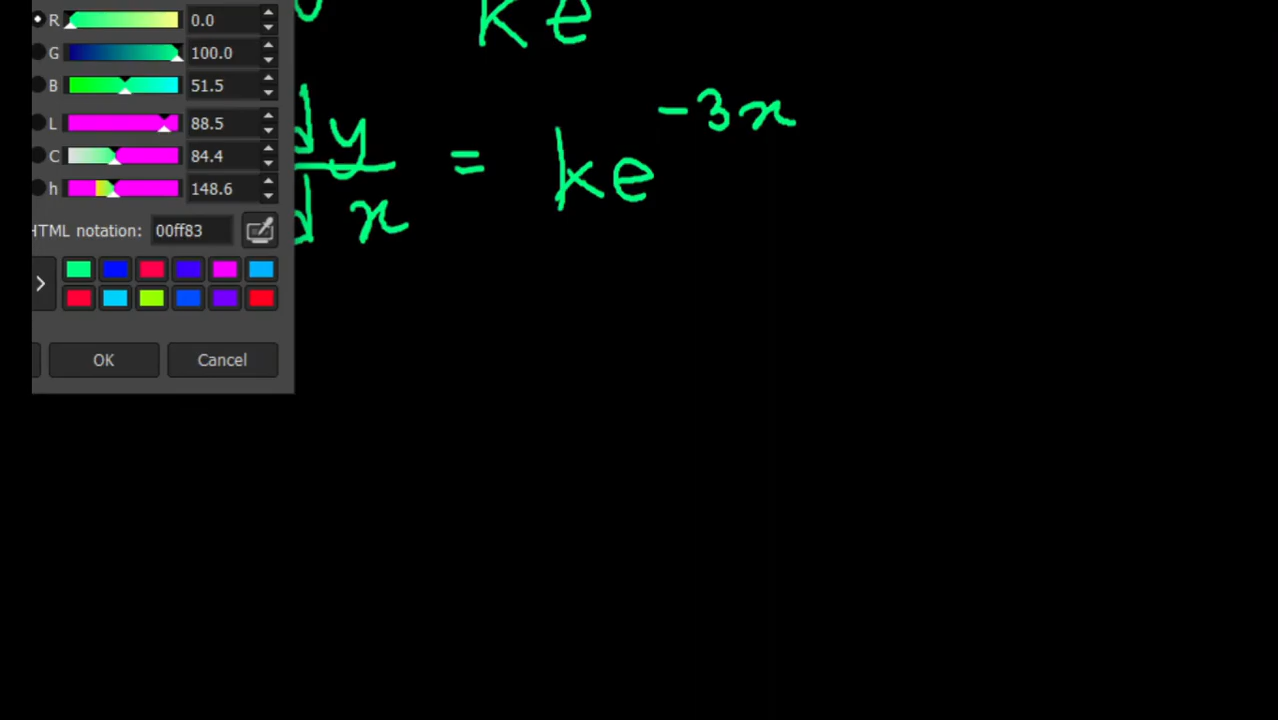 R 0.0
G 100.0
B 51.5
L 88.5
C 84.4
h 148.6
HTML notation: 00ff83
OK Cancel
ke
dy/dx = ke^{-3x}